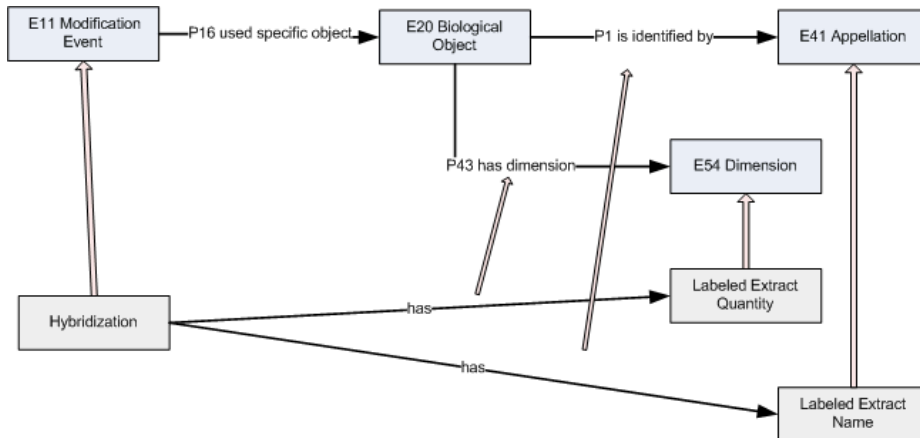 E11 Modification
Event
P16 used specific object
E20 Biological
Object
P1 is identified by
E41 Appellation
P43 has dimension
E54 Dimension
Hybridization
has
Labeled Extract
Quantity
has
Labeled Extract
Name